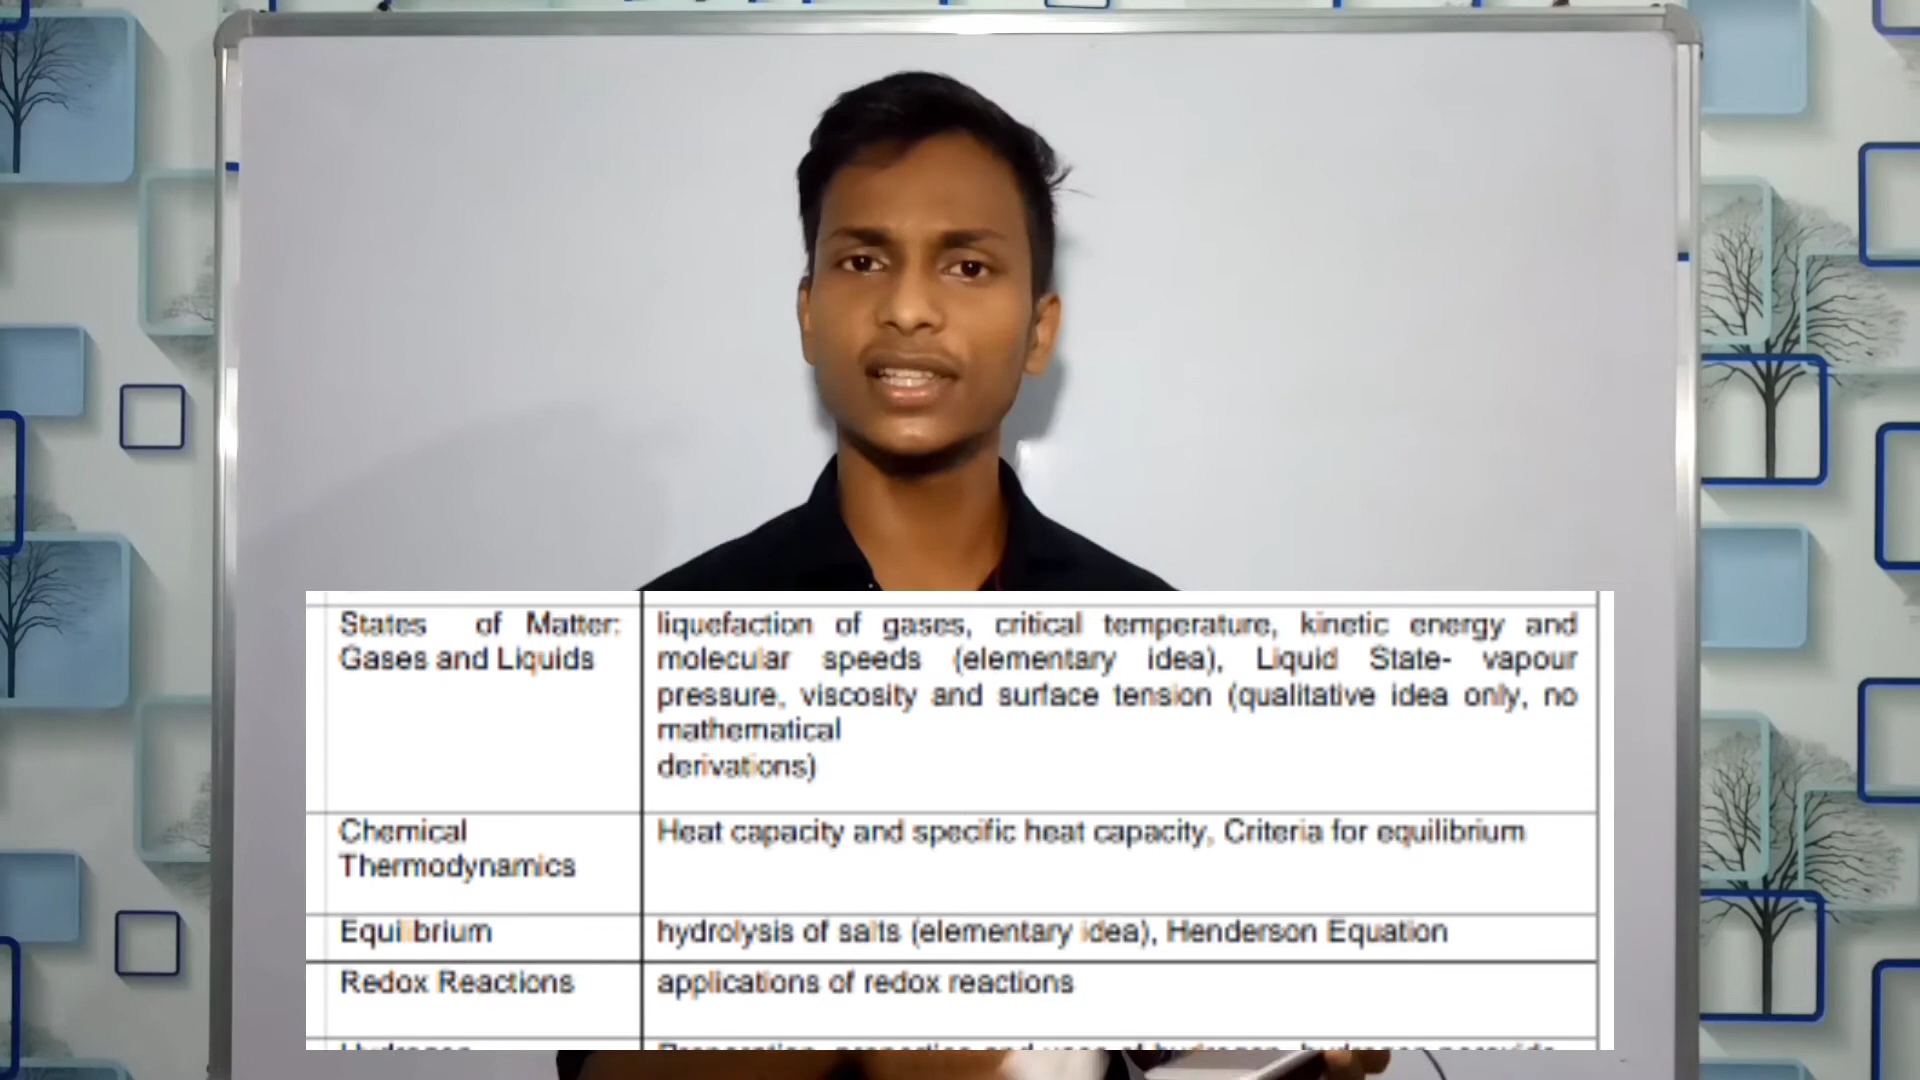 States of Matter: liquefaction of gases, critical temperature, kinetic energy and
Gases and Liquids molecular speeds (elementary idea), Liquid State- vapour
pressure, viscosity and surface tension (qualitative idea only, no
mathematical
derivations)
Chemical Heat capacity and specific heat capacity, Criteria for equilibrium
Thermodynamics
Equilibrium hydrolysis of salts (elementary idea), Henderson Equation
Redox Reactions applications of redox reactions